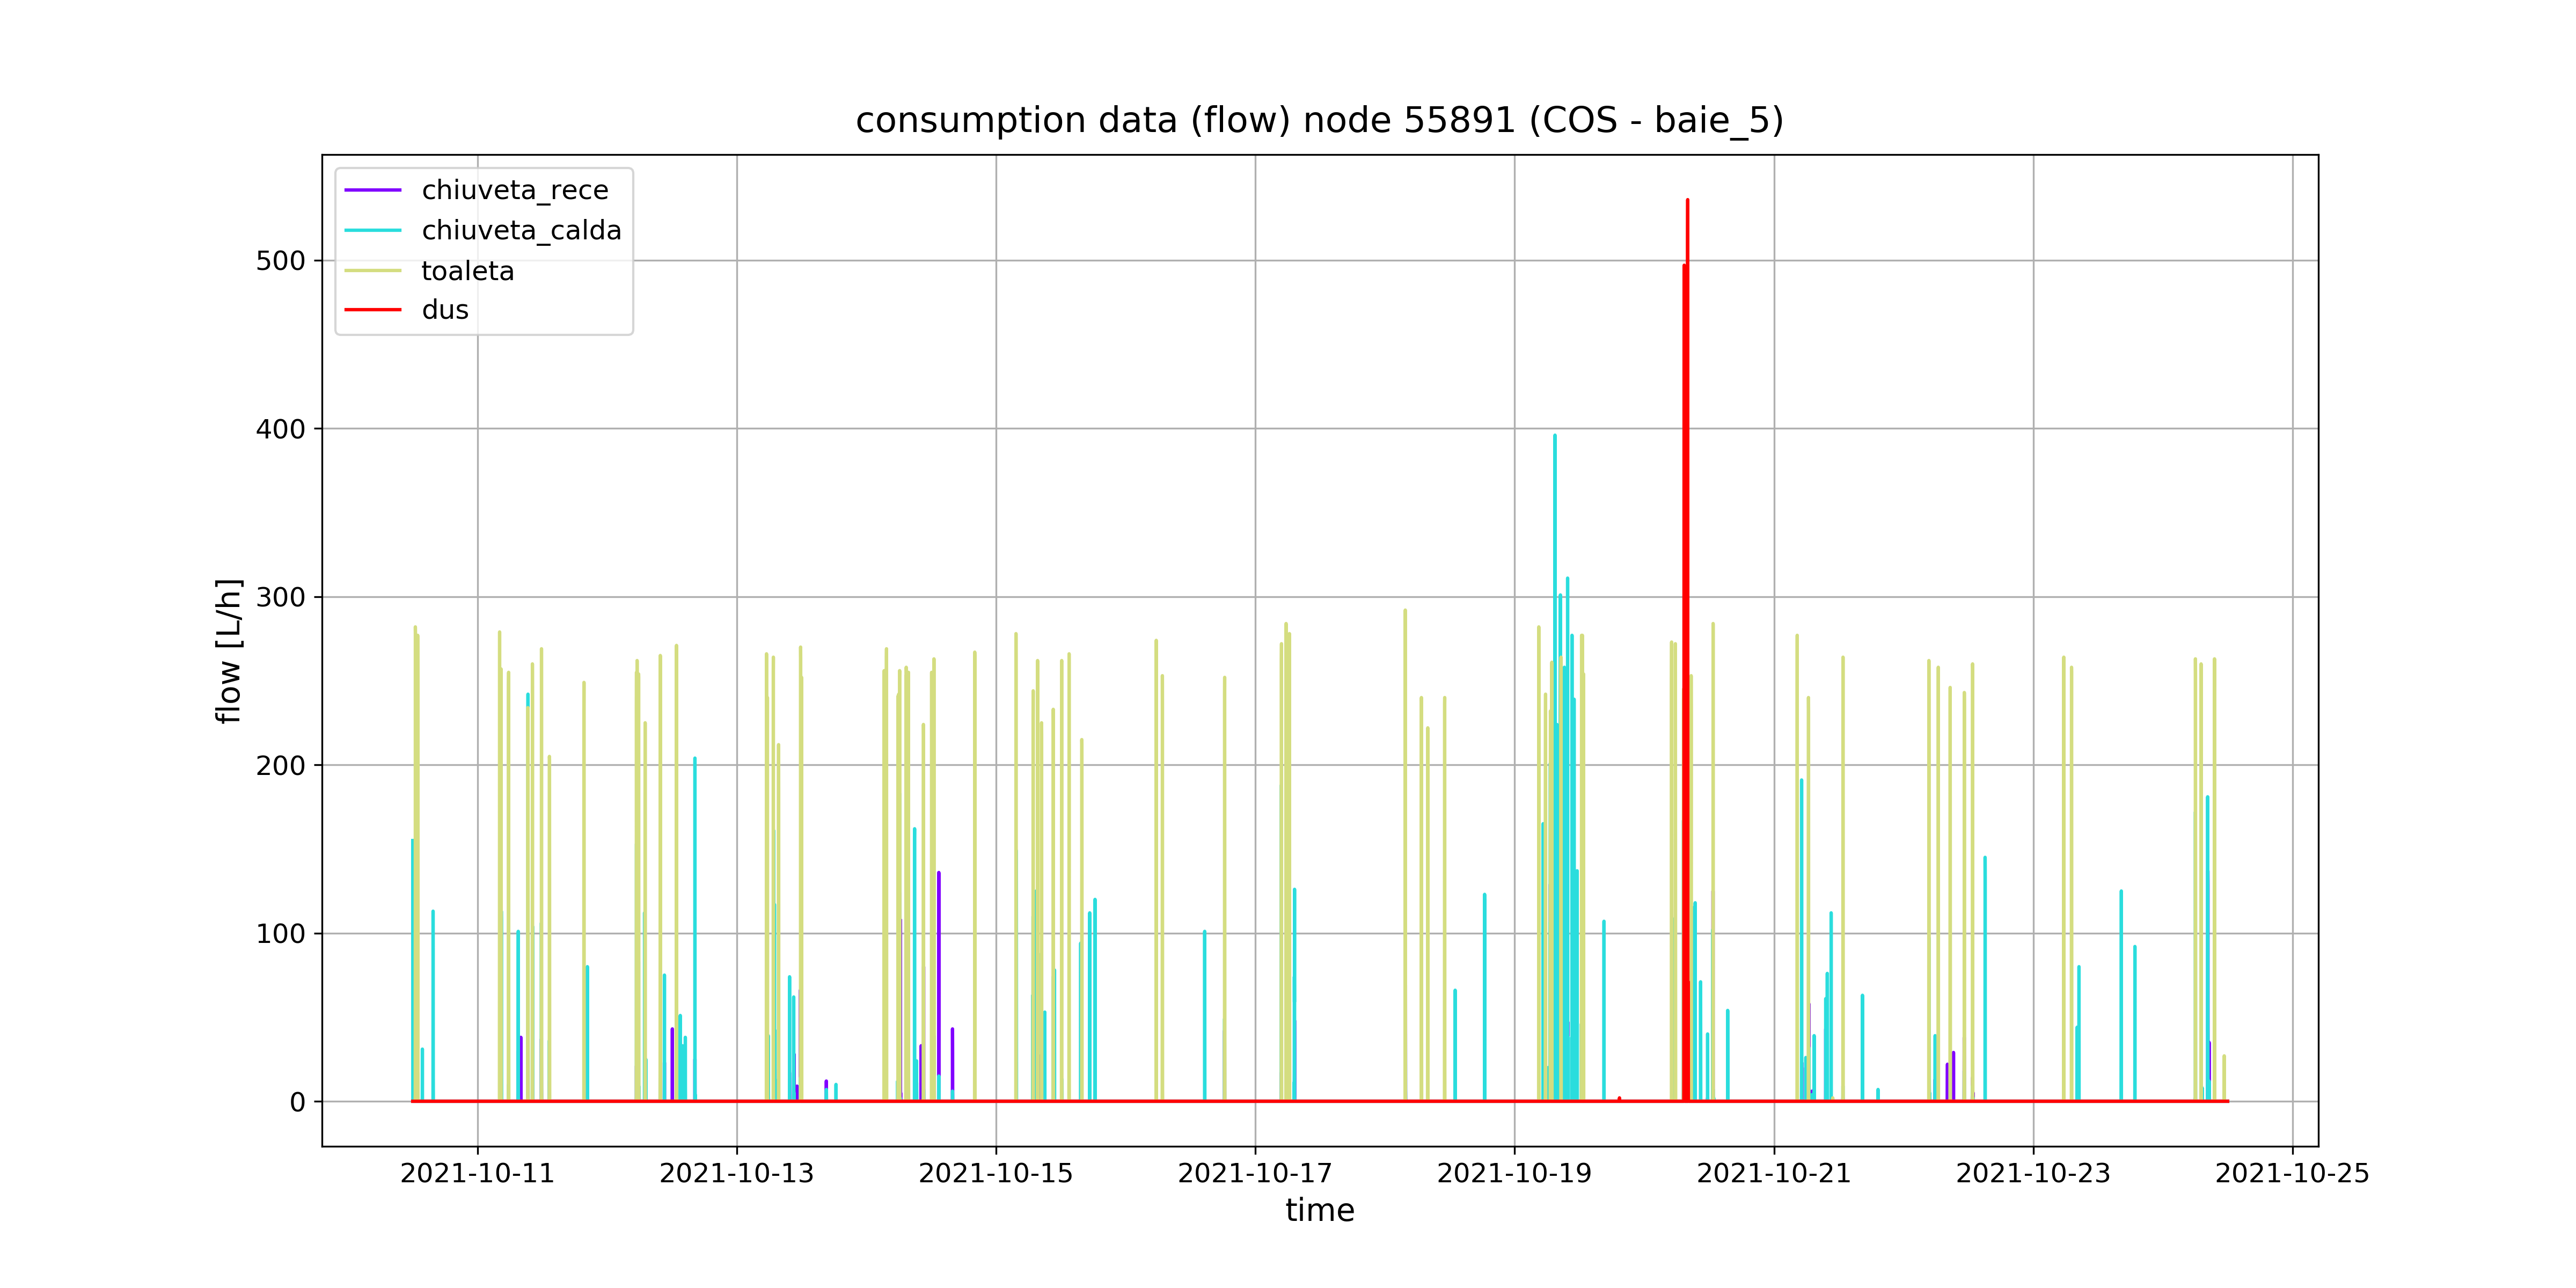 consumption data (flow) node 55891 (COS - baie_5)
chiuveta_rece
chiuveta_calda
toaleta
dus
flow [L/h]
500
400
300
200
100
0
2021-10-11 2021-10-13 2021-10-15 2021-10-17 2021-10-19 2021-10-21 2021-10-23 2021-10-25
time